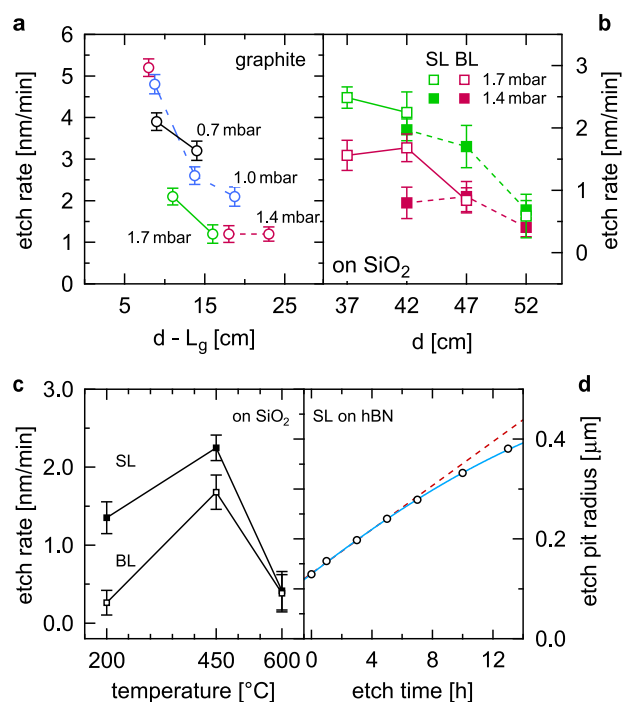 a
b
graphite
SL BL
1.7 mbar
1.4 mbar
0.7 mbar
1.0 mbar
1.7 mbar
1.4 mbar
on SiO2
etch rate [nm/min]
0
1
2
3
4
5
6
5
15
25
d - Lg [cm]
etch rate [nm/min]
0
1
2
3
37
42
47
52
d [cm]
c
d
on SiO2
SL
BL
etch rate [nm/min]
0.0
1.0
2.0
3.0
200
450
600
temperature [°C]
SL on hBN
etch pit radius [μm]
0.0
0.2
0.4
0
4
8
12
etch time [h]